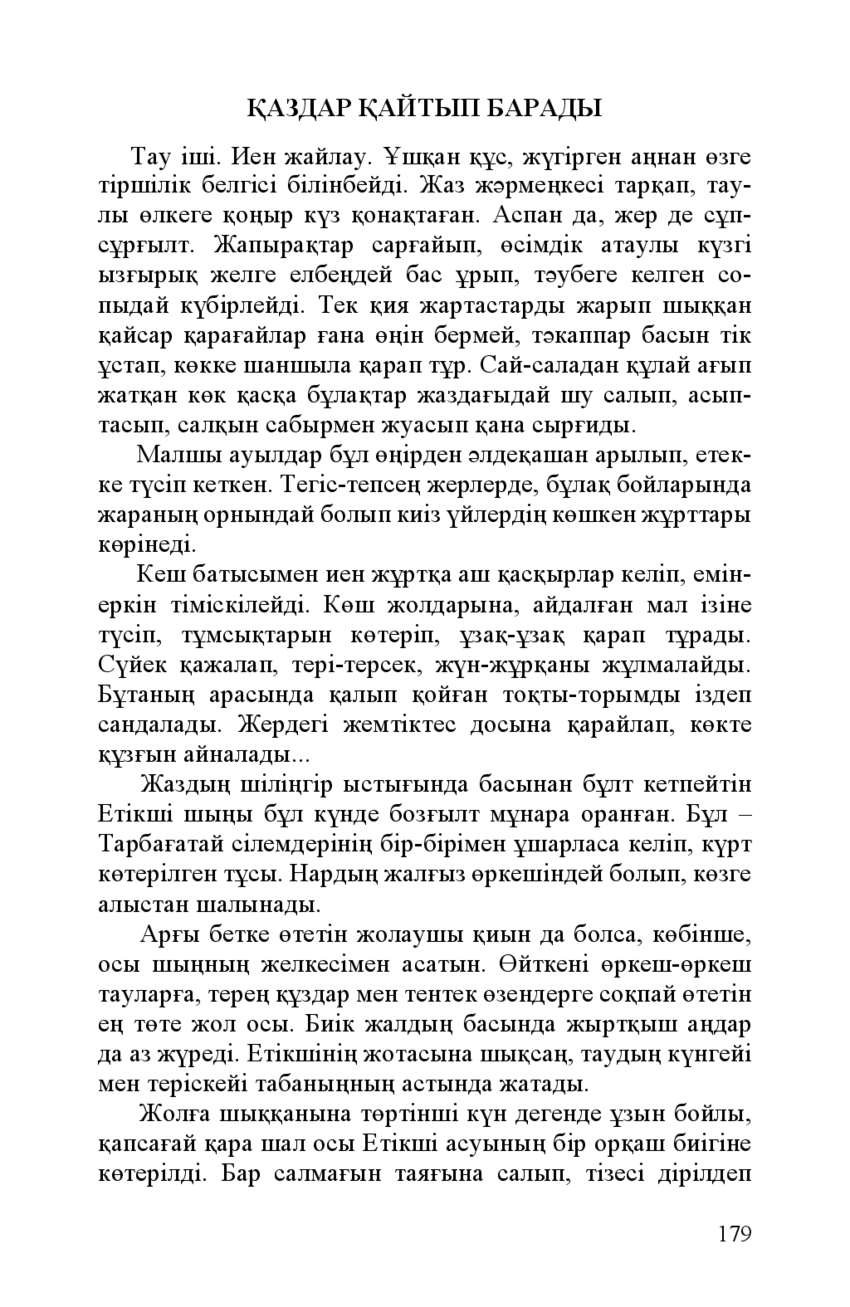 ҚАЗДАР ҚАЙТЫП БАРАДЫ
Тау іші. Иен жайлау. Ұшқан құс, жүгірген аңнан өзге
тіршілік белгісі білінбейді. Жаз жәрмеңкесі тарқап, тау-
лы өлкеге қоңыр күз қонақтаған. Аспан да, жер де сұп-
сұрғылт. Жапырақтар сарғайып, өсімдік атаулы күзгі
ызғырық желге елбеңдей бас ұрып, тәубеге келген со-
пыдай күбірлейді. Тек қия жартастарды жарып шыққан
қайсар қарағайлар ғана өңін бермей, тәкаппар басын тік
ұстап, көкке шаншыла қарап тұр. Сай-саладан құлай ағып
жатқан көк қасқа бұлақтар жаздағыдай шу салып, асып-
тасып, салқын сабырмен жуасып қана сырғиды.
Малшы ауылдар бұл өңірден әлдеқашан арылып, етек-
ке түсіп кеткен. Тегіс-тепсең жерлерде, бұлақ бойларында
жараның орнындай болып киіз үйлердің көшкен жұрттары
көрінеді.
Кеш батысымен иен жұртқа аш қасқырлар келіп, емін-
еркін тіміскілейді. Көш жолдарына, айдалған мал ізіне
түсіп, тұмсықтарын көтеріп, ұзақ-ұзақ қарап тұрады.
Сүйек қажалап, тері-терсек, жүн-жұрқаны жұлмалайды.
Бұтаның арасында қалып қойған тоқты-торымды іздеп
сандалады. Жердегі жемтіктес досына қарайлап, көкте
құзғын айналады...
Жаздың шіліңгір ыстығында басынан бұлт кетпейтін
Етікші шыңы бұл күнде бозғылт мұнара оранған. Бұл –
Тарбағатай сілемдерінің бір-бірімен ұшарласа келіп, күрт
көтерілген тұсы. Нардың жалғыз өркешіндей болып, көзге
алыстан шалынады.
Арғы бетке өтетін жолаушы қиын да болса, көбінше,
осы шыңның желкесімен асатын. Өйткені өркеш-өркеш
тауларға, терең құздар мен тентек өзендерге соқпай өтетін
ең төте жол осы. Биік жалдың басында жыртқыш аңдар
да аз жүреді. Етікшінің жотасына шықсаң, таудың күнгейі
мен теріскейі табаныңның астында жатады.
Жолға шыққанына төртінші күн дегенде ұзын бойлы,
қапсағай қара шал осы Етікші асуының бір орқаш биігіне
көтерілді. Бар салмағын таяғына салып, тізесі дірілдеп
179